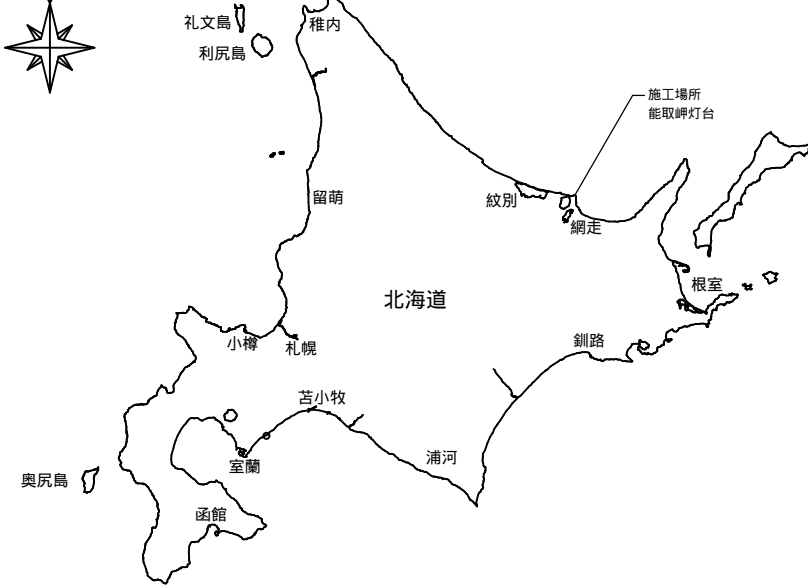 礼文島
稚内
利尻島
施工場所
能取岬灯台
留萌
紋別
網走
根室
北海道
小樽
札幌
釧路
苫小牧
浦河
室蘭
奥尻島
函館